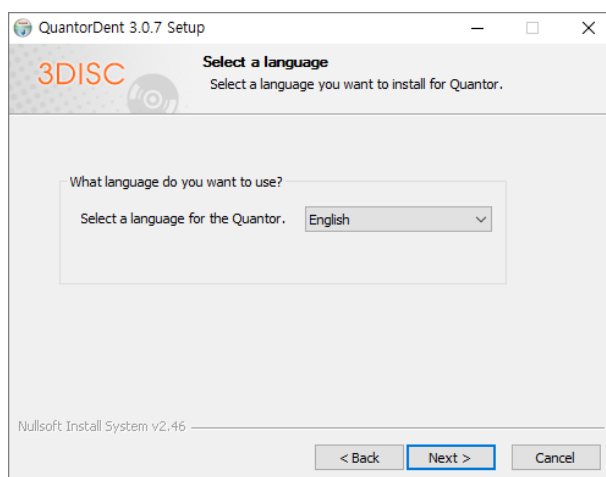 QuantorDent 3.0.7 Setup
3DISC
Select a language
Select a language you want to install for Quantor.
What language do you want to use?
Select a language for the Quantor.
English
Nullsoft Install System v2.46
< Back
Next >
Cancel